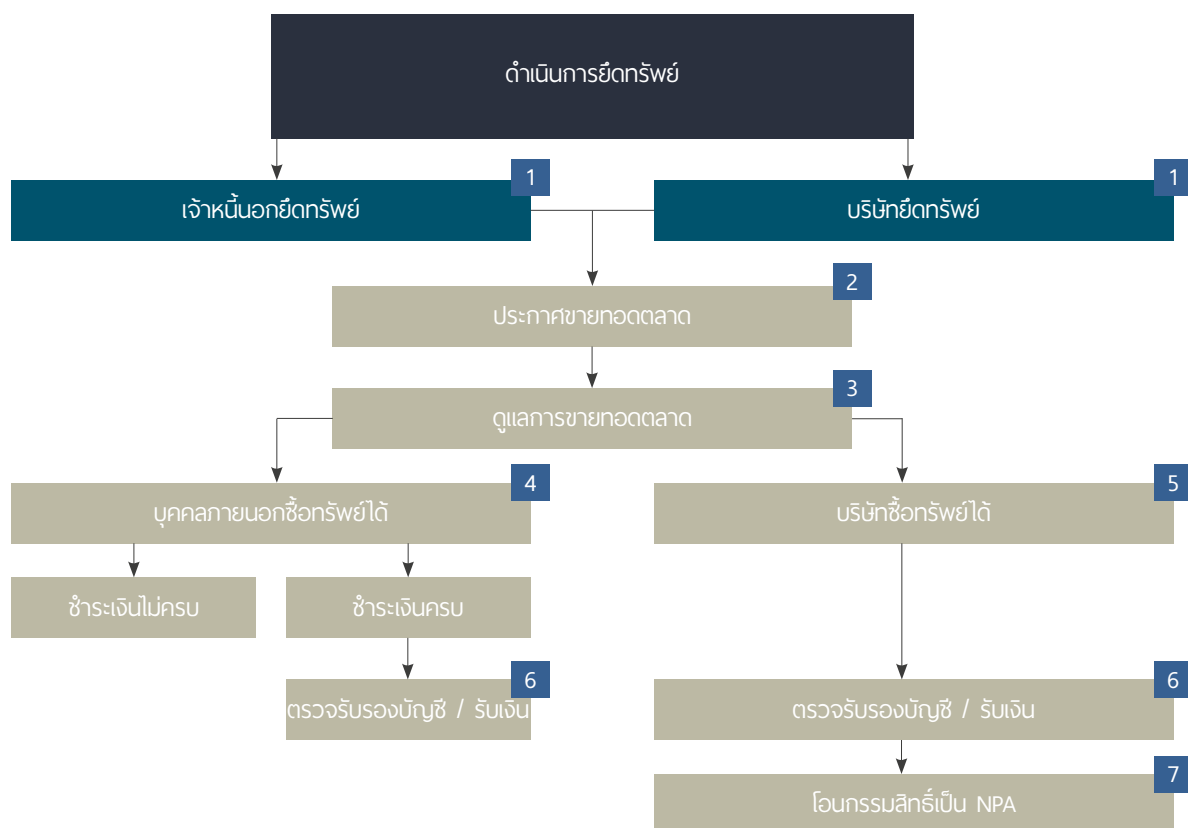 ดำเนินการยึดทรัพย์
1
เจ้าหนี้นอกยึดทรัพย์
1
บริษัทยึดทรัพย์
2
ประกาศขายทอดตลาด
3
ดูแลการขายทอดตลาด
4
บุคคลภายนอกซื้อทรัพย์ได้
5
บริษัทซื้อทรัพย์ได้
ชำระเงินไม่ครบ
ชำระเงินครบ
6
ตรวจรับรองบัญชี / รับเงิน
6
ตรวจรับรองบัญชี / รับเงิน
7
โอนกรรมสิทธิ์เป็น NPA